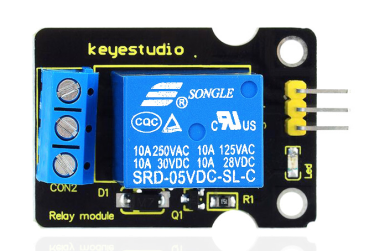 keyestudio
SONGLE
®
CQC
C US
10A 250VAC 10A 125VAC
10A 30VDC 10A 28VDC
SRD-05VDC-SL-C
CON2
D1
Q1
R1
Led
Relay module